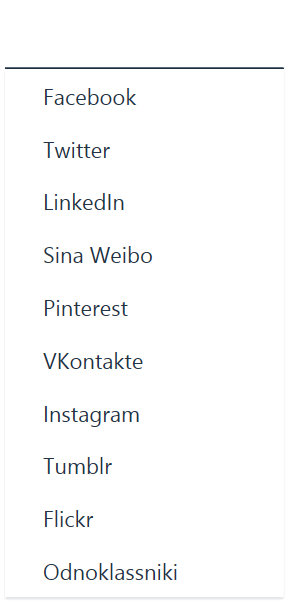 Facebook
Twitter
LinkedIn
Sina Weibo
Pinterest
VKontakte
Instagram
Tumblr
Flickr
Odnoklassniki